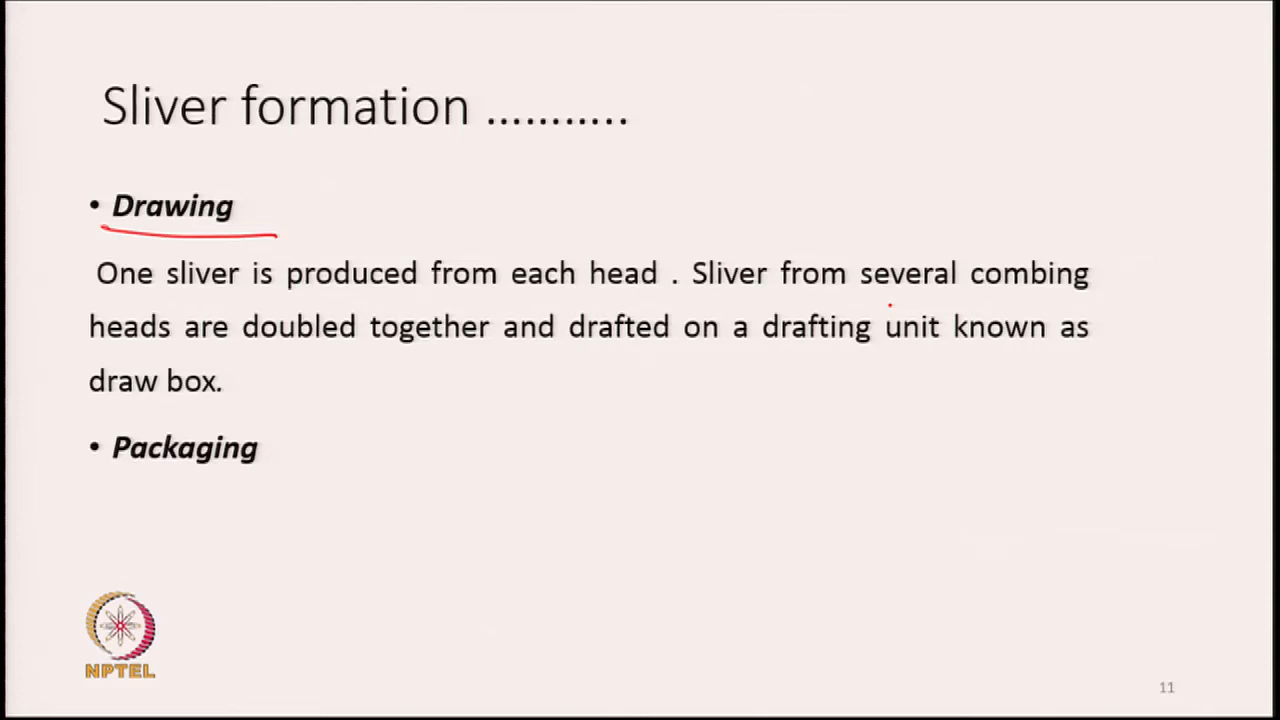 Sliver formation ………..
• Drawing
One sliver is produced from each head . Sliver from several combing
heads are doubled together and drafted on a drafting unit known as
draw box.
• Packaging
NPTEL
11